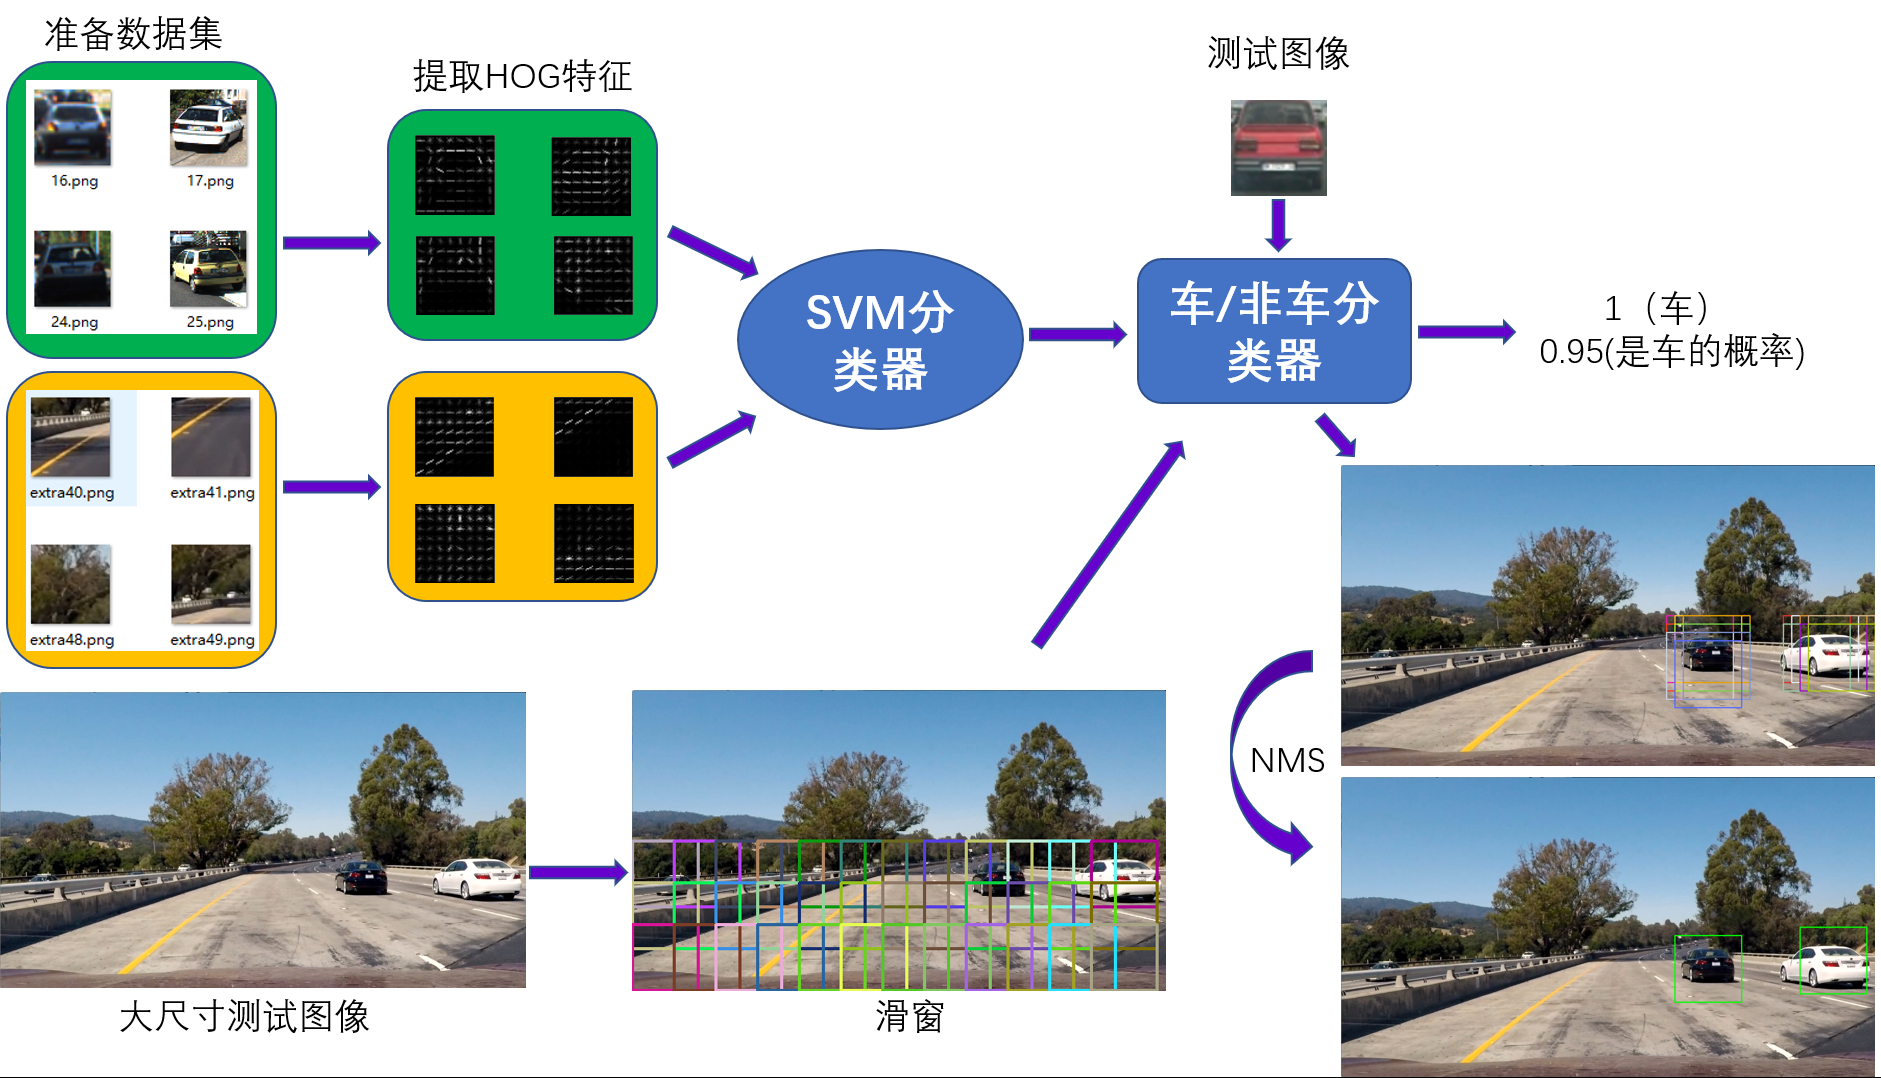 准备数据集
16.png
17.png
24.png
25.png
extra40.png
extra41.png
extra48.png
extra49.png
提取HOG特征
SVM分
类器
测试图像
车/非车分
类器
1（车）
0.95(是车的概率)
大尺寸测试图像
滑窗
NMS